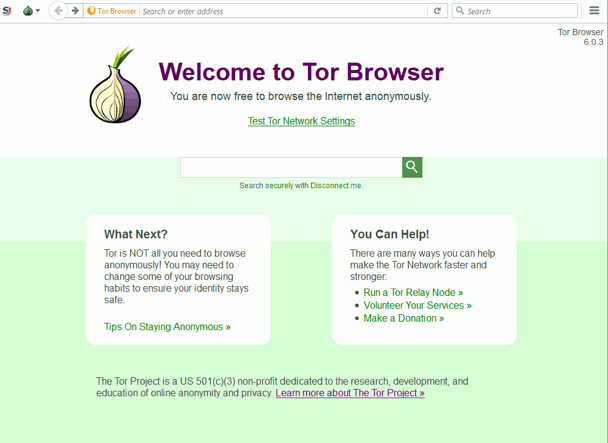 S!
Tor Browser
Search or enter address
Search
Tor Browser
6.0.3
Welcome to Tor Browser
You are now free to browse the Internet anonymously.
Test Tor Network Settings
Search securely with Disconnect.me.
What Next?
Tor is NOT all you need to browse
anonymously! You may need to
change some of your browsing
habits to ensure your identity stays
safe.
Tips On Staying Anonymous »
You Can Help!
There are many ways you can help
make the Tor Network faster and
stronger:
• Run a Tor Relay Node »
• Volunteer Your Services »
• Make a Donation »
The Tor Project is a US 501(c)(3) non-profit dedicated to the research, development, and
education of online anonymity and privacy. Learn more about The Tor Project »